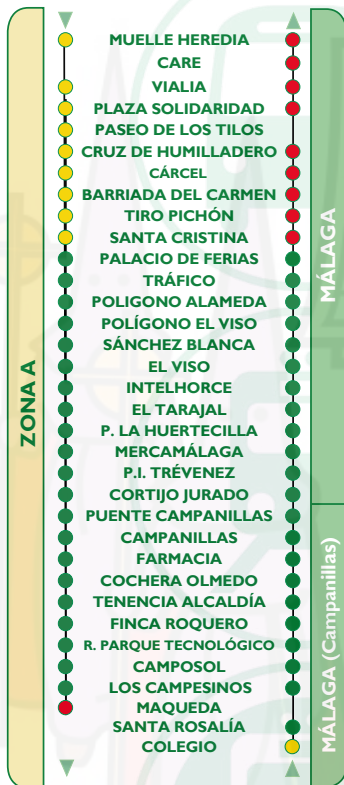 MUELLE HEREDIA
CARE
VIALIA
PLAZA SOLIDARIDAD
PASEO DE LOS TILOS
CRUZ DE HUMILLADERO
CÁRCEL
BARRIADA DEL CARMEN
TIRO PICHÓN
SANTA CRISTINA
PALACIO DE FERIAS
TRÁFICO
POLIGONO ALAMEDA
POLÍGONO EL VISO
SÁNCHEZ BLANCA
EL VISO
INTELHORCE
EL TARAJAL
P. LA HUERTECILLA
MERCAMÁLAGA
P.I. TRÉVENEZ
CORTIJO JURADO
PUENTE CAMPANILLAS
CAMPANILLAS
FARMACIA
COCHERA OLMEDO
TENENCIA ALCALDÍA
FINCA ROQUERO
R. PARQUE TECNOLÓGICO
CAMPOSOL
LOS CAMPESINOS
MAQUEDA
SANTA ROSALÍA
COLEGIO
ZONA A
MÁLAGA
MÁLAGA (Campanillas)